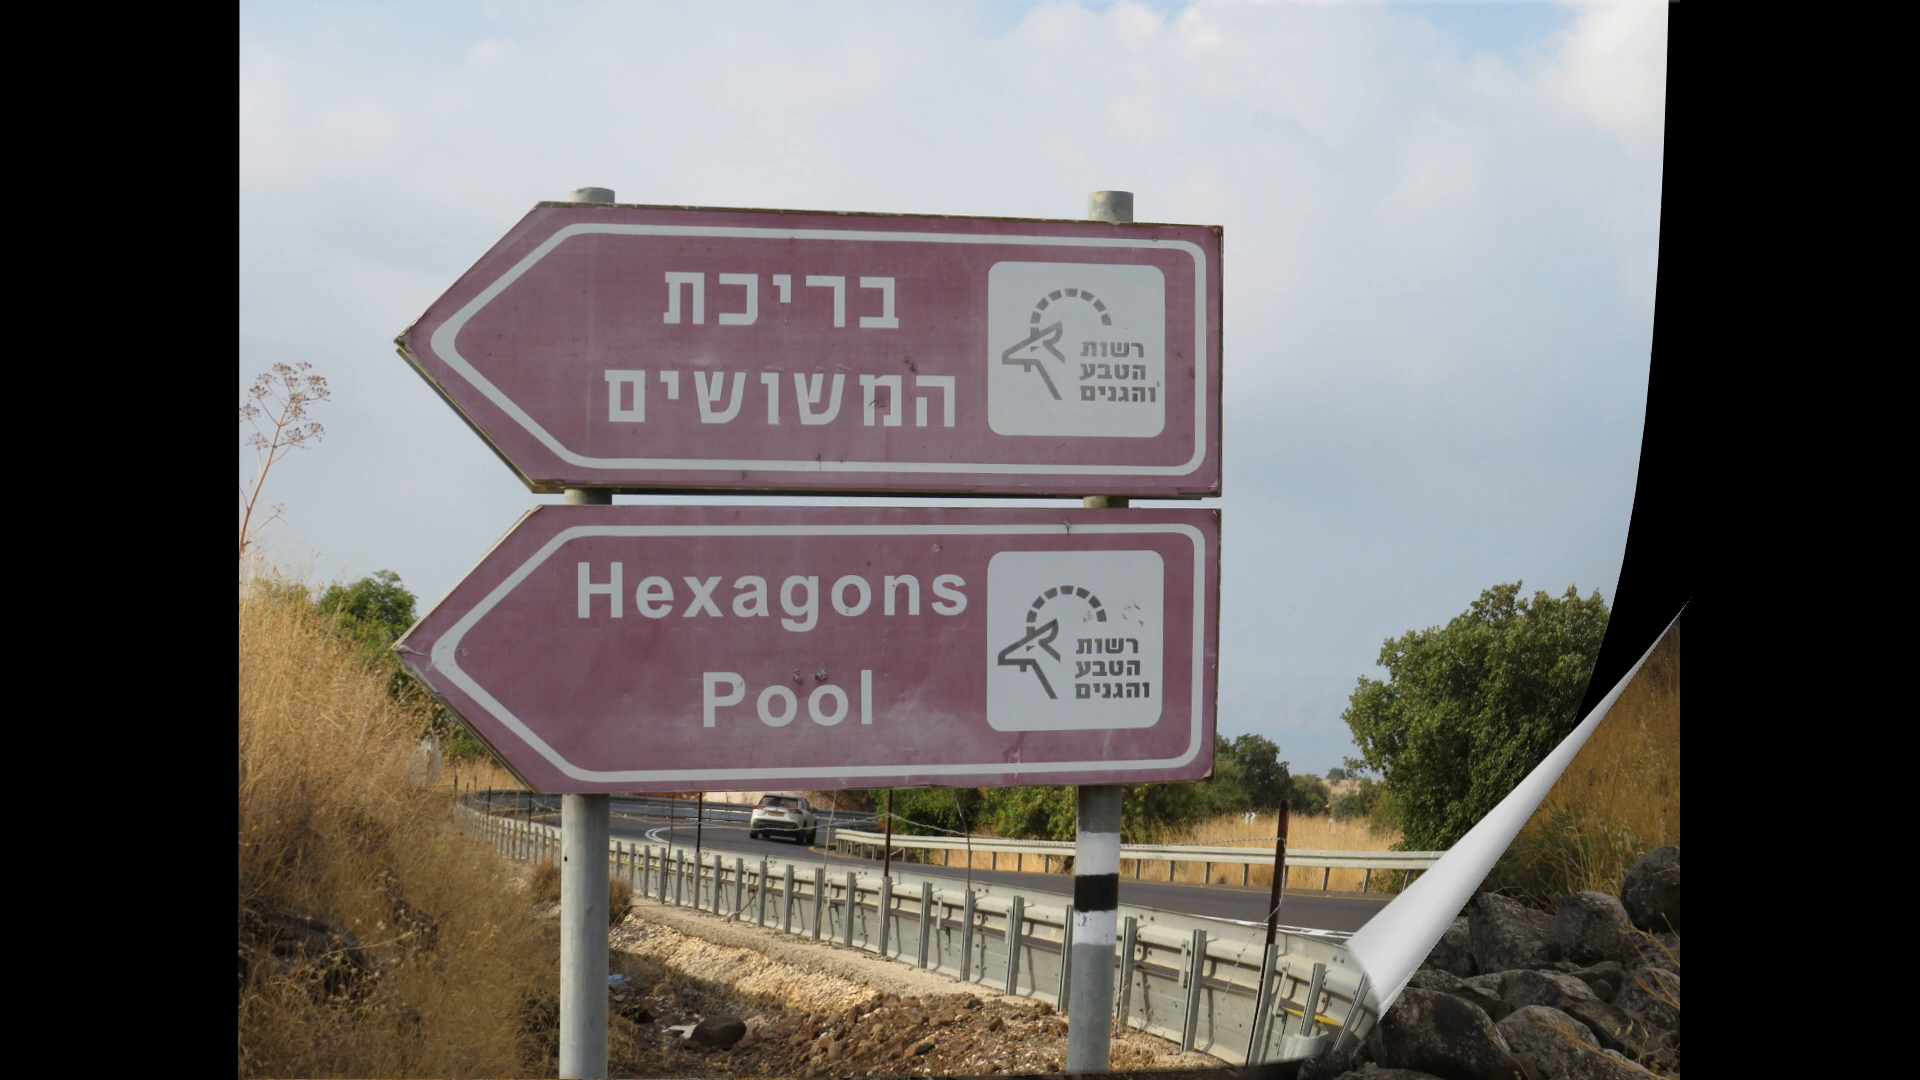 בריכת
המשושים
רשות
הטבע
והגנים
Hexagons
Pool
רשות
הטבע
והגנים